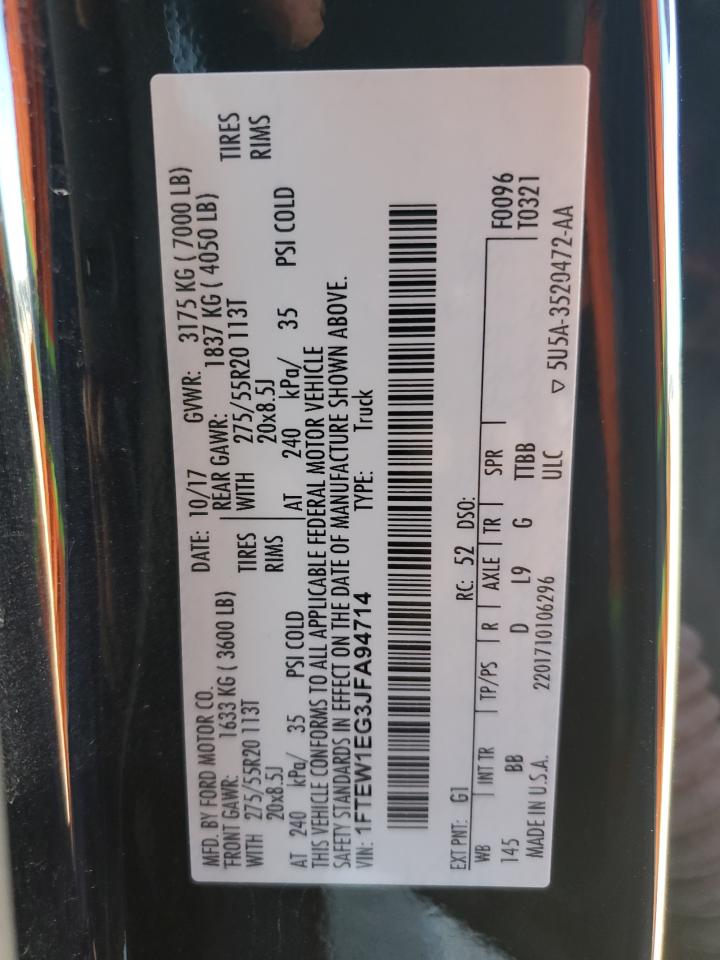 MFD. BY FORD MOTOR CO.
DATE: 10/17 GVWR: 3175 KG ( 7000 LB)
FRONT GAWR: 1633 KG ( 3600 LB)
REAR GAWR: 1837 KG ( 4050 LB)
WITH 275/55R20 113T TIRES
WITH 275/55R20 113T TIRES
20x8.5J RIMS
20x8.5J RIMS
AT 240 kPa/ 35 PSI COLD
AT 240 kPa/ 35 PSI COLD
THIS VEHICLE CONFORMS TO ALL APPLICABLE FEDERAL MOTOR VEHICLE
SAFETY STANDARDS IN EFFECT ON THE DATE OF MANUFACTURE SHOWN ABOVE.
VIN: 1FTEW1EG3JFA94714 TYPE: Truck
EXT PNT: G1 RC: 52 DSO:
WB INT TR TP/PS R AXLE TR SPR F0096
145 BB D L9 G TTBB T0321
ULC
MADE IN U.S.A. 2201710106296 ▽ 5U5A-3520472-AA